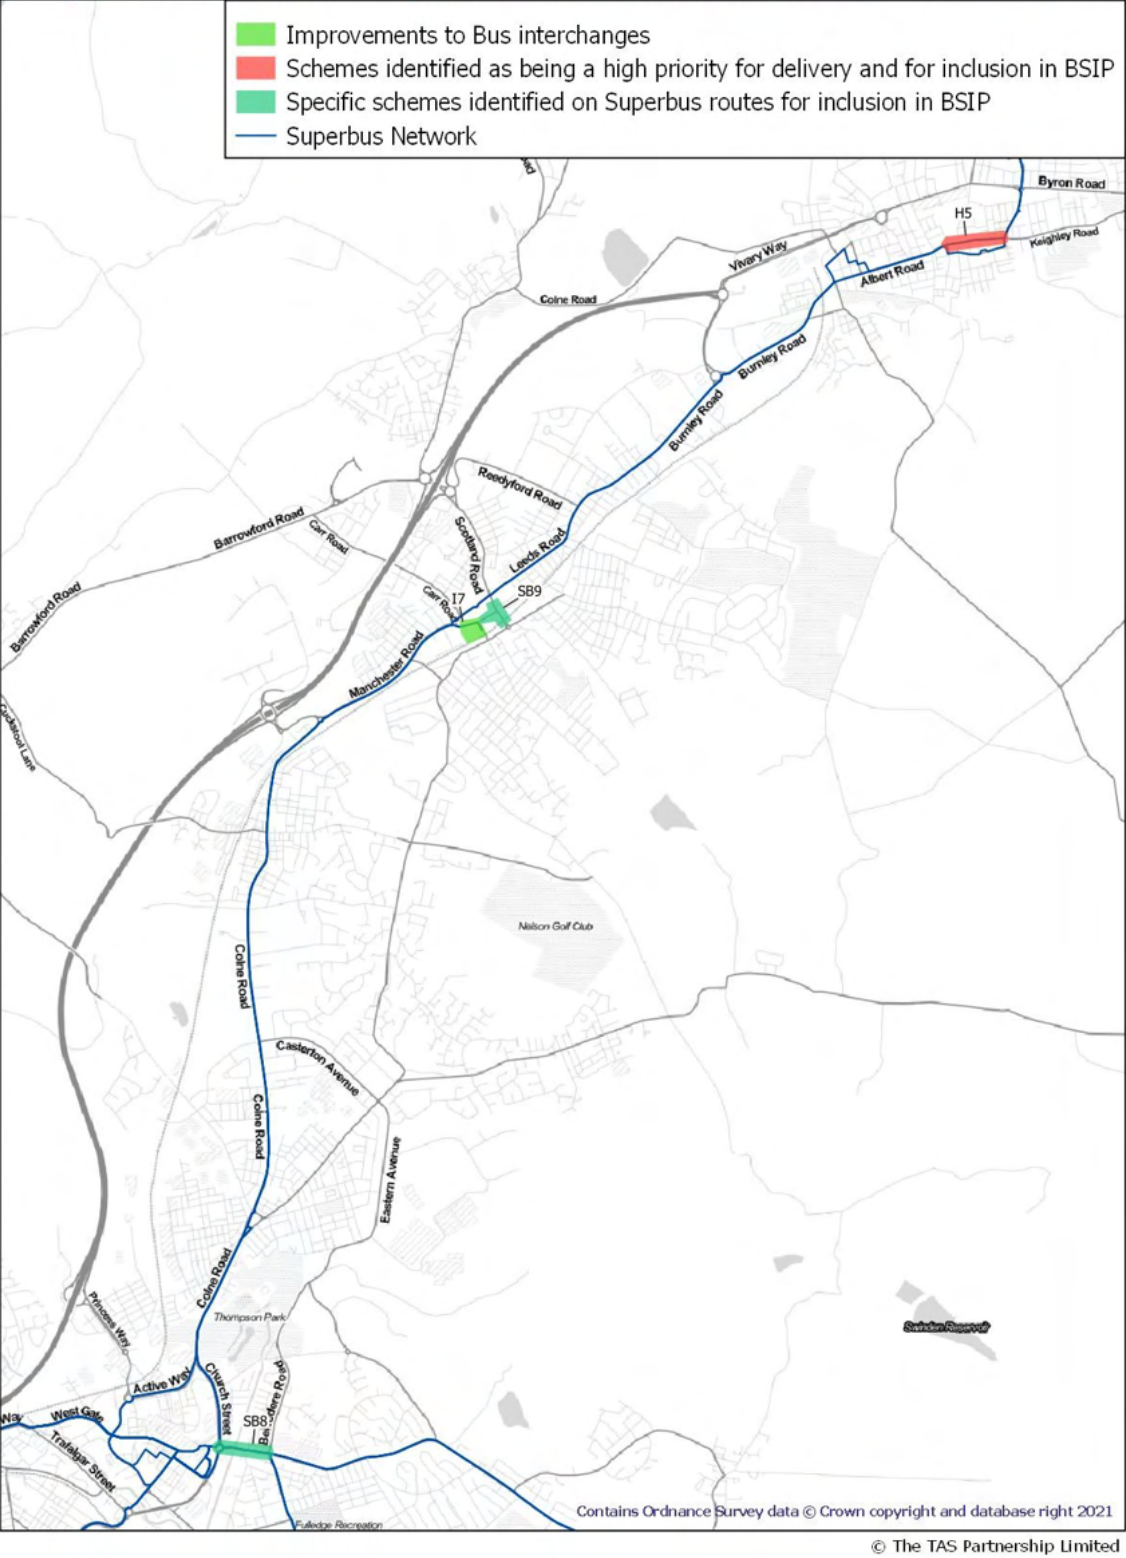 Improvements to Bus interchanges
Schemes identified as being a high priority for delivery and for inclusion in BSIP
Specific schemes identified on Superbus routes for inclusion in BSIP
Superbus Network
Byron Road
H5
Keighley Road
Vivary Way
Albert Road
Colne Road
Burnley Road
Burnley Road
Reedyford Road
Barrowford Road
Carr Road
Scotland Road
Leeds Road
Barrowford Road
Carr Road
I7
SB9
Manchester Road
Nelson Golf Club
Colne Road
Casterton Avenue
Colne Road
Eastern Avenue
Colne Road
Princess Way
Thompson Park
Swinden Reservoir
Active Way
Church Street
Way
West Gate
SB8
Trafalgar Street
Contains Ordnance Survey data © Crown copyright and database right 2021
Fulledge Recreation
© The TAS Partnership Limited